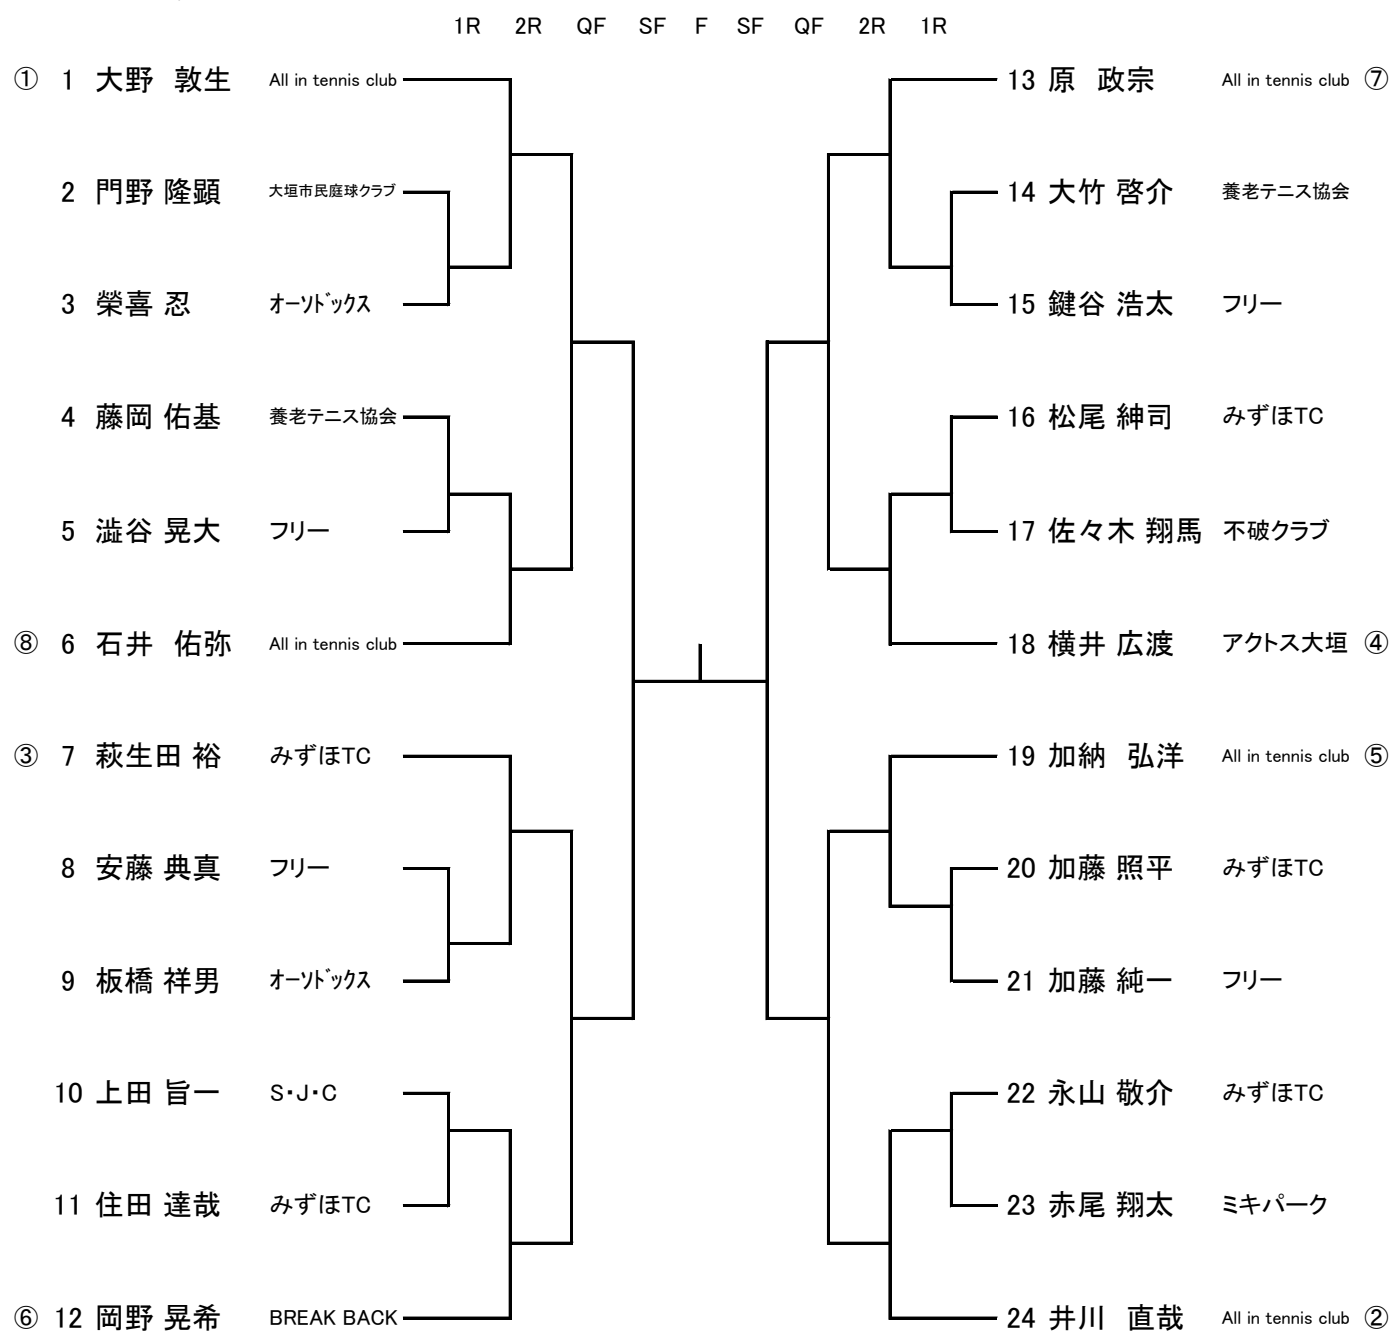 1R 2R QF SF F SF QF 2R 1R
① 1 大野 敦生 All in tennis club
2 門野 隆顕 大垣市民庭球クラブ
3 榮喜 忍 ｵｰｿﾄﾞｯｸｽ
4 藤岡 佑基 養老テニス協会
5 澁谷 晃大 フリー
⑧ 6 石井 佑弥 All in tennis club
③ 7 萩生田 裕 みずほTC
8 安藤 典真 フリー
9 板橋 祥男 ｵｰｿﾄﾞｯｸｽ
10 上田 旨一 S・J・C
11 住田 達哉 みずほTC
⑥ 12 岡野 晃希 BREAK BACK
13 原 政宗 All in tennis club ⑦
14 大竹 啓介 養老テニス協会
15 鍵谷 浩太 フリー
16 松尾 紳司 みずほTC
17 佐々木 翔馬 不破クラブ
18 横井 広渡 アクトス大垣 ④
19 加納 弘洋 All in tennis club ⑤
20 加藤 照平 みずほTC
21 加藤 純一 フリー
22 永山 敬介 みずほTC
23 赤尾 翔太 ミキパーク
24 井川 直哉 All in tennis club ②